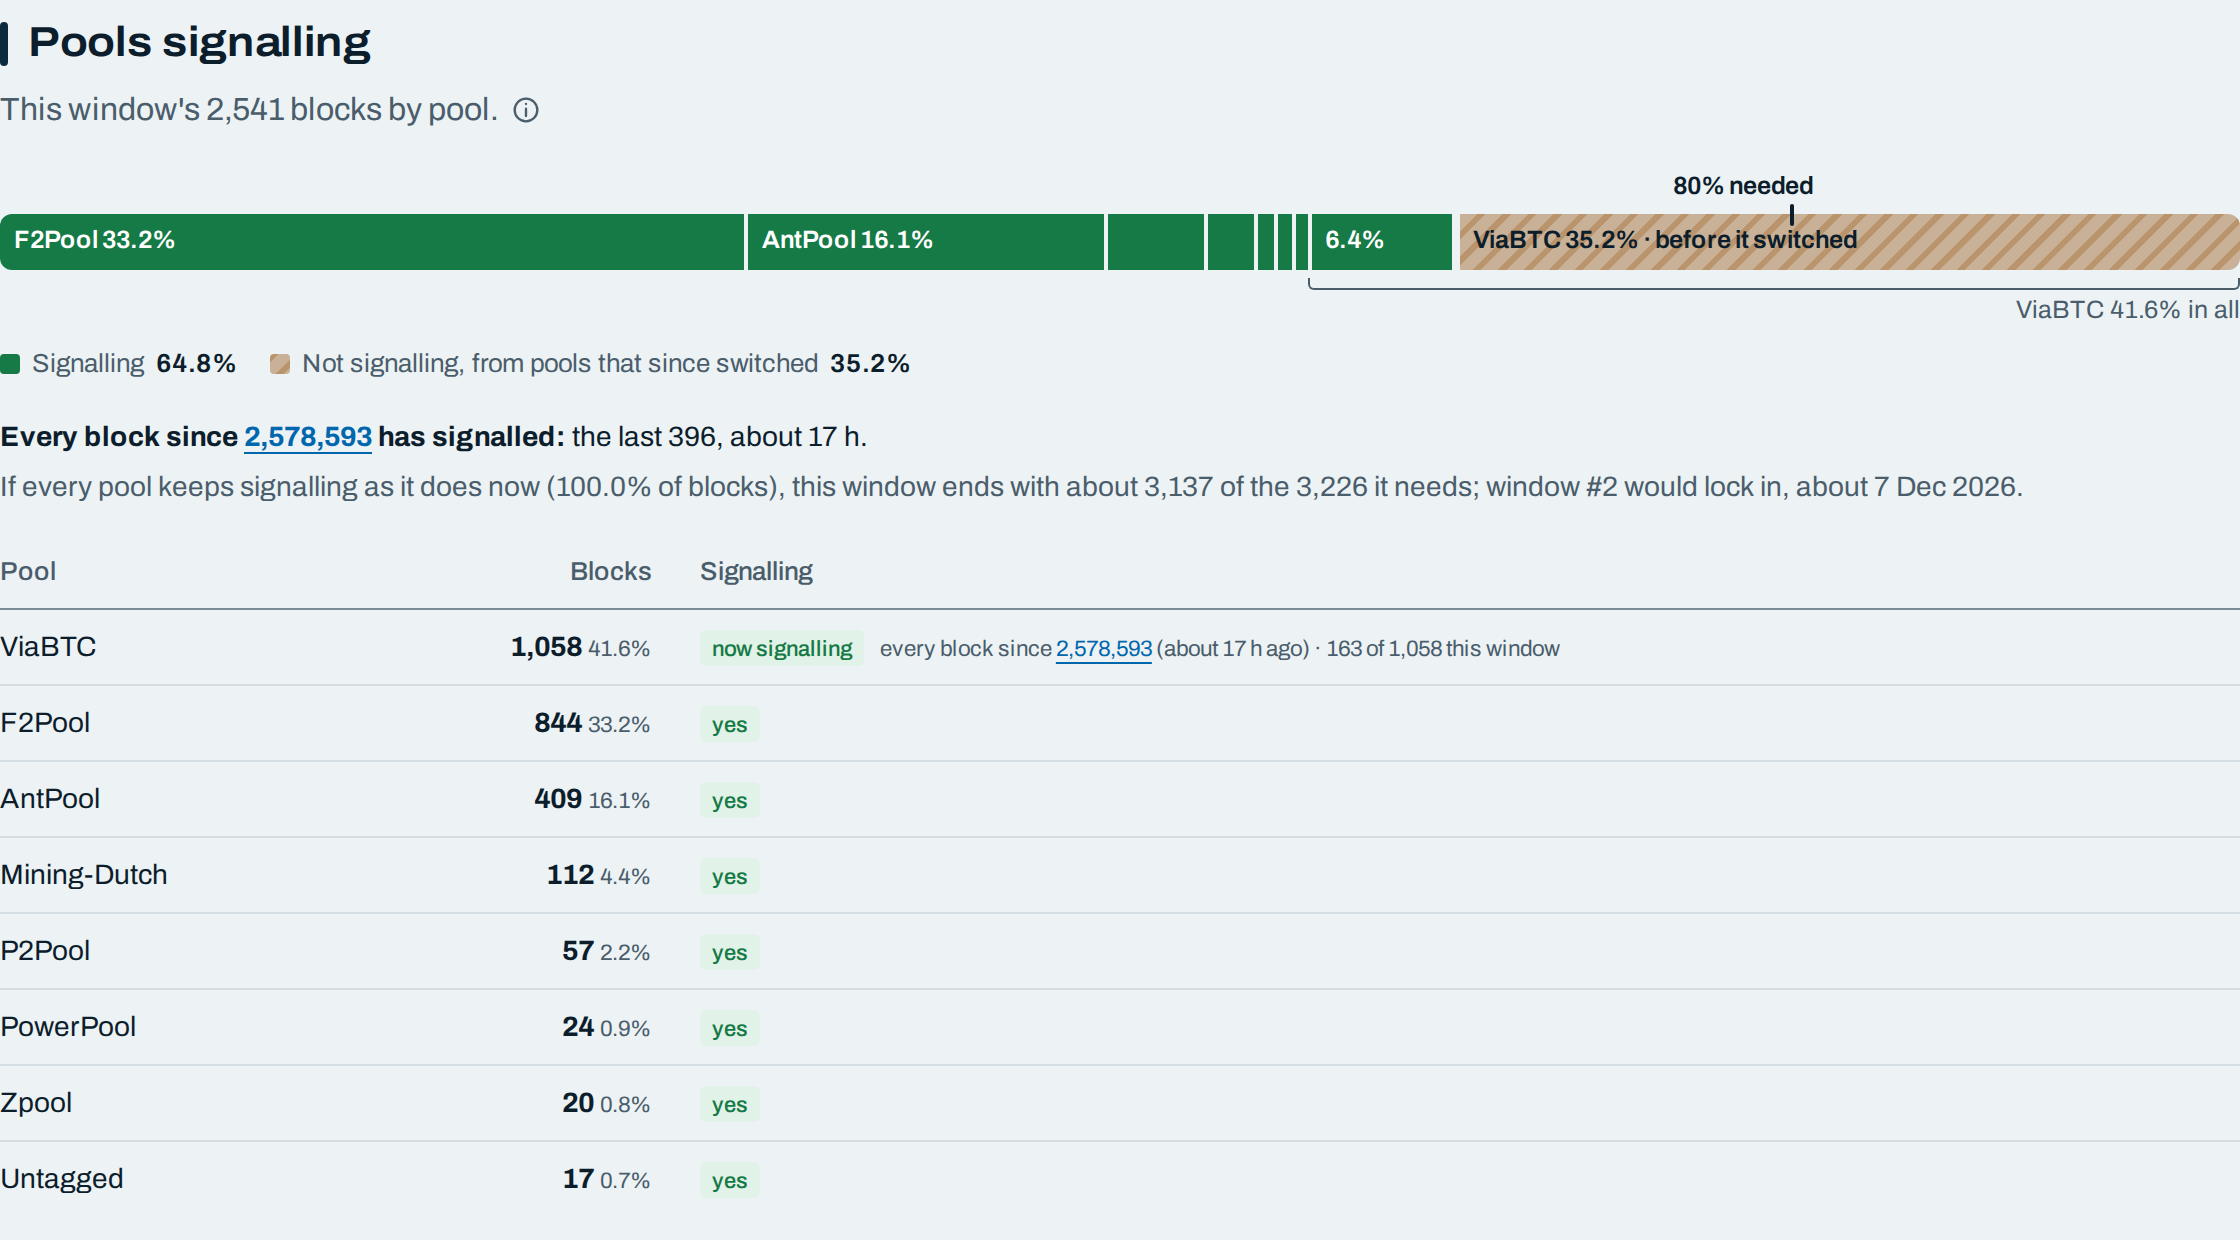 Pools signalling
This window's 2,541 blocks by pool.
80% needed
F2Pool 33.2% AntPool 16.1% 6.4% ViaBTC 35.2% · before it switched
ViaBTC 41.6% in all
Signalling 64.8% Not signalling, from pools that since switched 35.2%
Every block since 2,578,593 has signalled: the last 396, about 17 h.
If every pool keeps signalling as it does now (100.0% of blocks), this window ends with about 3,137 of the 3,226 it needs; window #2 would lock in, about 7 Dec 2026.
Pool Blocks Signalling
ViaBTC 1,058 41.6% now signalling every block since 2,578,593 (about 17 h ago) · 163 of 1,058 this window
F2Pool 844 33.2% yes
AntPool 409 16.1% yes
Mining-Dutch 112 4.4% yes
P2Pool 57 2.2% yes
PowerPool 24 0.9% yes
Zpool 20 0.8% yes
Untagged 17 0.7% yes